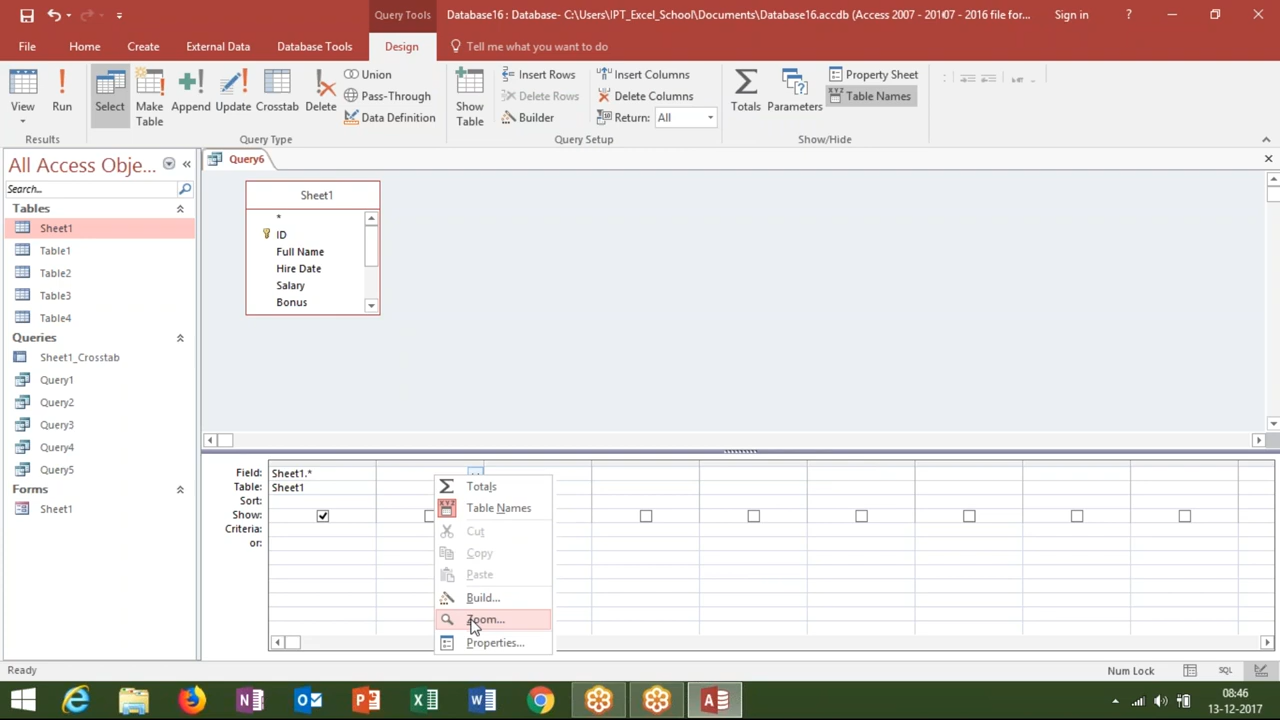 Query Tools
Database16 : Database- C:\Users\IPT_Excel_School\Documents\Database16.accdb (Access 2007 - 2016 file for...
Sign in
?
File
Home
Create
External Data
Database Tools
Design
Tell me what you want to do
View
Run
Select
Make Table
Append
Update
Crosstab
Delete
Union
Pass-Through
Data Definition
Show Table
Insert Rows
Delete Rows
Builder
Insert Columns
Delete Columns
Return: All
Totals
Parameters
Property Sheet
Table Names
Results
Query Type
Query Setup
Show/Hide
All Access Obje...
Search...
Tables
Sheet1
Table1
Table2
Table3
Table4
Queries
Sheet1_Crosstab
Query1
Query2
Query3
Query4
Query5
Forms
Sheet1
Query6
Sheet1
*
ID
Full Name
Hire Date
Salary
Bonus
Field: Sheet1.*
Table: Sheet1
Sort:
Show:
Criteria:
or:
Totals
Table Names
Cut
Copy
Paste
Build...
Zoom...
Properties...
Ready
Num Lock
SQL
08:46
13-12-2017